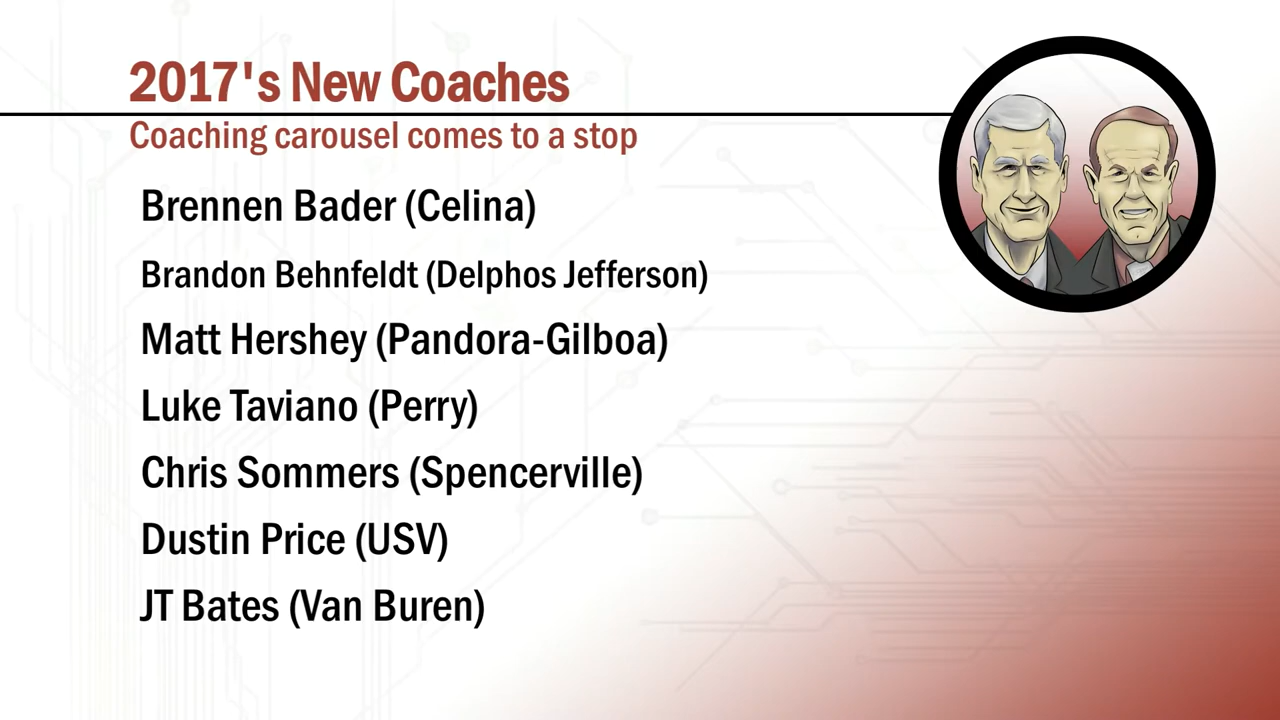 2017's New Coaches
Coaching carousel comes to a stop
Brennen Bader (Celina)
Brandon Behnfeldt (Delphos Jefferson)
Matt Hershey (Pandora-Gilboa)
Luke Taviano (Perry)
Chris Sommers (Spencerville)
Dustin Price (USV)
JT Bates (Van Buren)